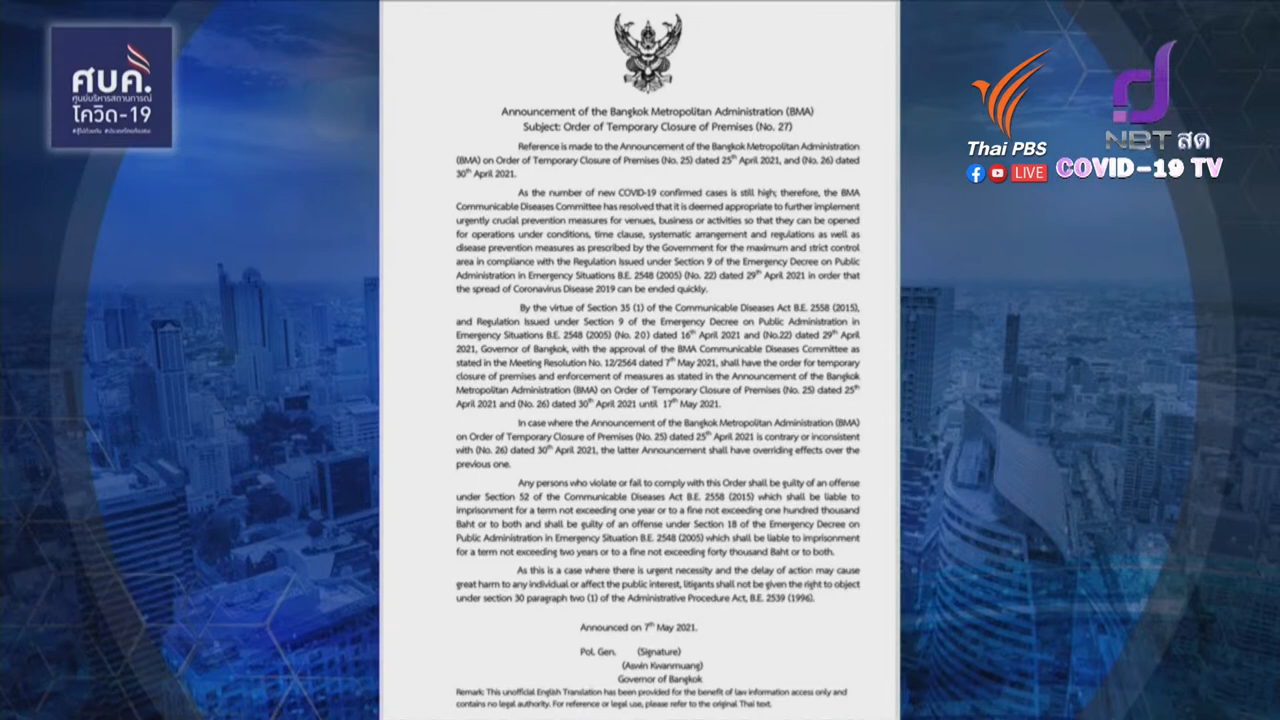 ศบค.
ศูนย์บริหารสถานการณ์
โควิด-19
#สู้ไปด้วยกัน #ประเทศไทยต้องชนะ
Thai PBS
LIVE
NBT สด
COVID-19 TV
Announcement of the Bangkok Metropolitan Administration (BMA)
Subject: Order of Temporary Closure of Premises (No. 27)
Reference is made to the Announcement of the Bangkok Metropolitan Administration
(BMA) on Order of Temporary Closure of Premises (No. 25) dated 25th April 2021, and (No. 26) dated
30th April 2021.
As the number of new COVID-19 confirmed cases is still high; therefore, the BMA
Communicable Diseases Committee has resolved that it is deemed appropriate to further implement
urgently crucial prevention measures for venues, business or activities so that they can be opened
for operations under conditions, time clause, systematic arrangement and regulations as well as
disease prevention measures as prescribed by the Government for the maximum and strict control
area in compliance with the Regulation Issued under Section 9 of the Emergency Decree on Public
Administration in Emergency Situations B.E. 2548 (2005) (No. 22) dated 29th April 2021 in order that
the spread of Coronavirus Disease 2019 can be ended quickly.
By the virtue of Section 35 (1) of the Communicable Diseases Act B.E. 2558 (2015),
and Regulation Issued under Section 9 of the Emergency Decree on Public Administration in
Emergency Situations B.E. 2548 (2005) (No. 20) dated 16th April 2021 and (No.22) dated 29th April
2021, Governor of Bangkok, with the approval of the BMA Communicable Diseases Committee as
stated in the Meeting Resolution No. 12/2564 dated 7th May 2021, shall have the order for temporary
closure of premises and enforcement of measures as stated in the Announcement of the Bangkok
Metropolitan Administration (BMA) on Order of Temporary Closure of Premises (No. 25) dated 25th
April 2021 and (No. 26) dated 30th April 2021 until 17th May 2021.
In case where the Announcement of the Bangkok Metropolitan Administration (BMA)
on Order of Temporary Closure of Premises (No. 25) dated 25th April 2021 is contrary or inconsistent
with (No. 26) dated 30th April 2021, the latter Announcement shall have overriding effects over the
previous one.
Any persons who violate or fail to comply with this Order shall be guilty of an offense
under Section 52 of the Communicable Diseases Act B.E. 2558 (2015) which shall be liable to
imprisonment for a term not exceeding one year or to a fine not exceeding one hundred thousand
Baht or to both and shall be guilty of an offense under Section 18 of the Emergency Decree on
Public Administration in Emergency Situation B.E. 2548 (2005) which shall be liable to imprisonment
for a term not exceeding two years or to a fine not exceeding forty thousand Baht or to both.
As this is a case where there is urgent necessity and the delay of action may cause
great harm to any individual or affect the public interest, litigants shall not be given the right to object
under section 30 paragraph two (1) of the Administrative Procedure Act, B.E. 2539 (1996).
Announced on 7th May 2021.
Pol. Gen. (Signature)
(Aswin Kwanmuang)
Governor of Bangkok
Remark: This unofficial English Translation has been provided for the benefit of law information access only and
contains no legal authority. For reference or legal use, please refer to the original Thai text.